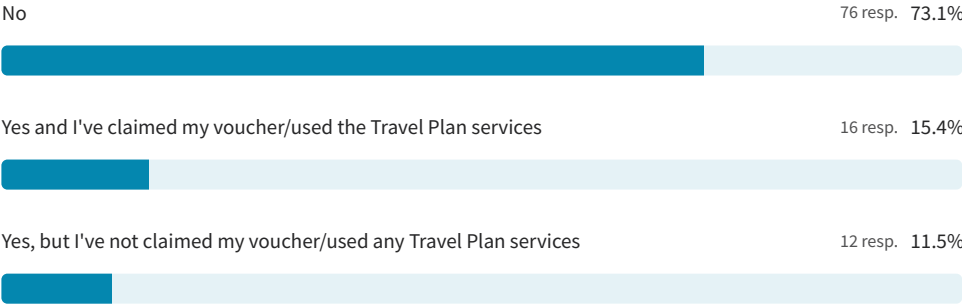 No 76 resp. 73.1%
Yes and I've claimed my voucher/used the Travel Plan services 16 resp. 15.4%
Yes, but I've not claimed my voucher/used any Travel Plan services 12 resp. 11.5%